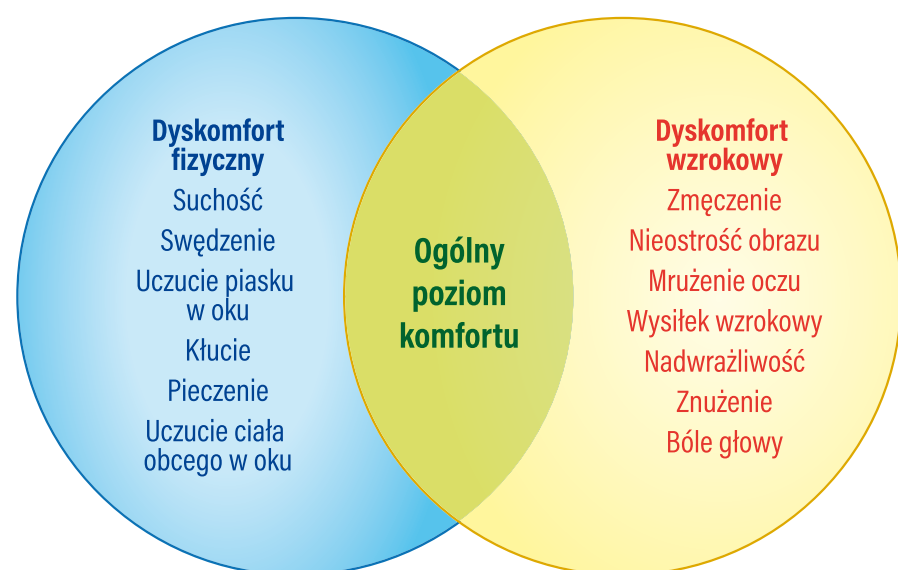 Dyskomfort
fizyczny
Suchość
Swędzenie
Uczucie piasku
w oku
Kłucie
Pieczenie
Uczucie ciała
obcego w oku
Ogólny
poziom
komfortu
Dyskomfort
wzrokowy
Zmęczenie
Nieostrość obrazu
Mrużenie oczu
Wysiłek wzrokowy
Nadwrażliwość
Znużenie
Bóle głowy